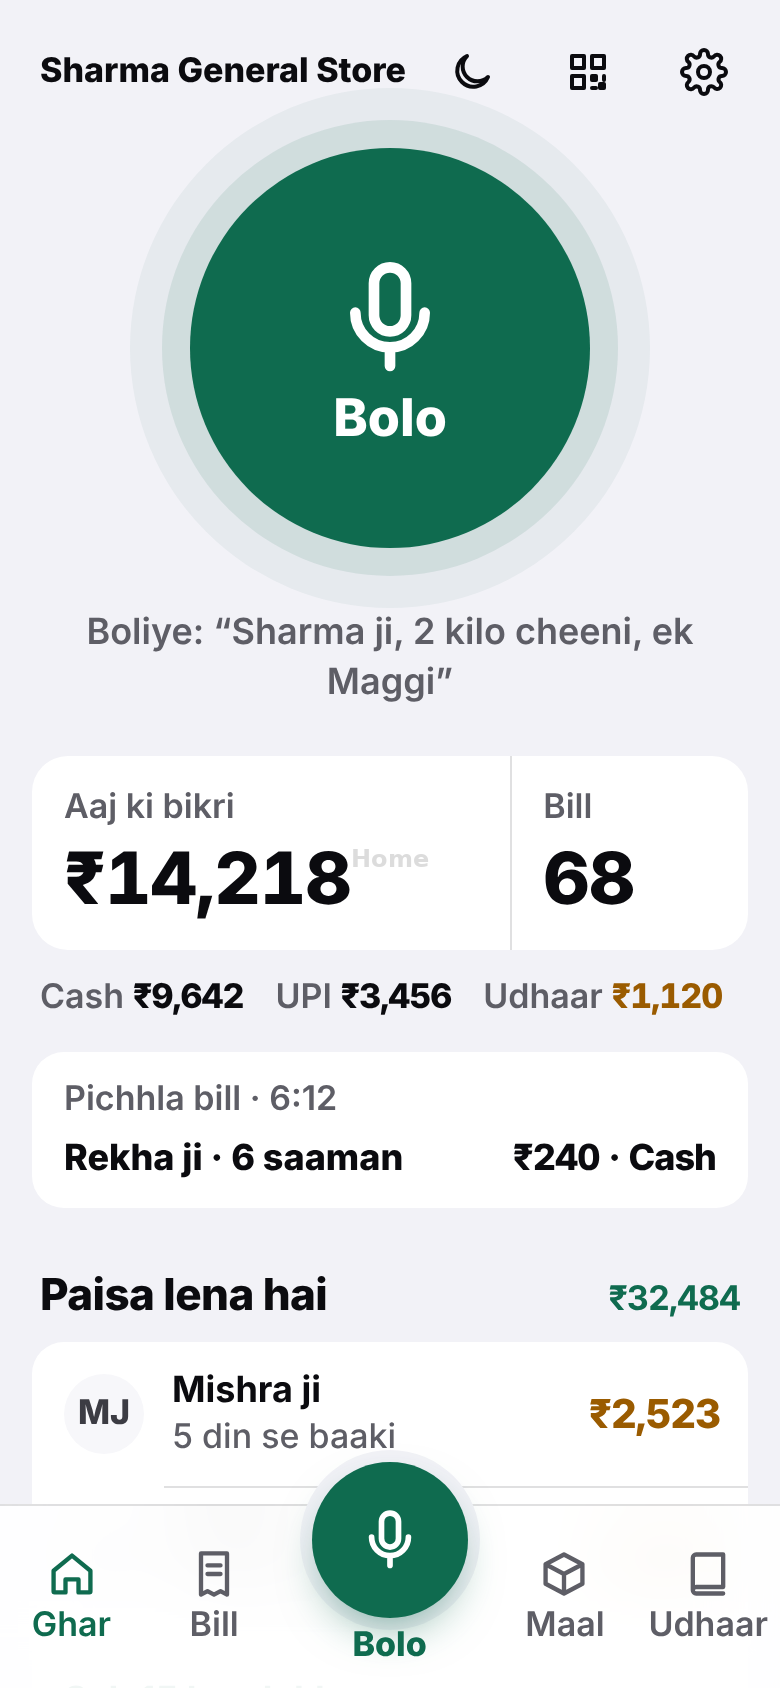 Sharma General Store
Bolo
Boliye: “Sharma ji, 2 kilo cheeni, ek
Maggi”
Aaj ki bikri
Bill
₹14,218
Home
68
Cash ₹9,642 UPI ₹3,456 Udhaar ₹1,120
Pichhla bill · 6:12
Rekha ji · 6 saaman
₹240 · Cash
Paisa lena hai
₹32,484
MJ
Mishra ji
5 din se baaki
₹2,523
Ghar
Bill
Bolo
Maal
Udhaar